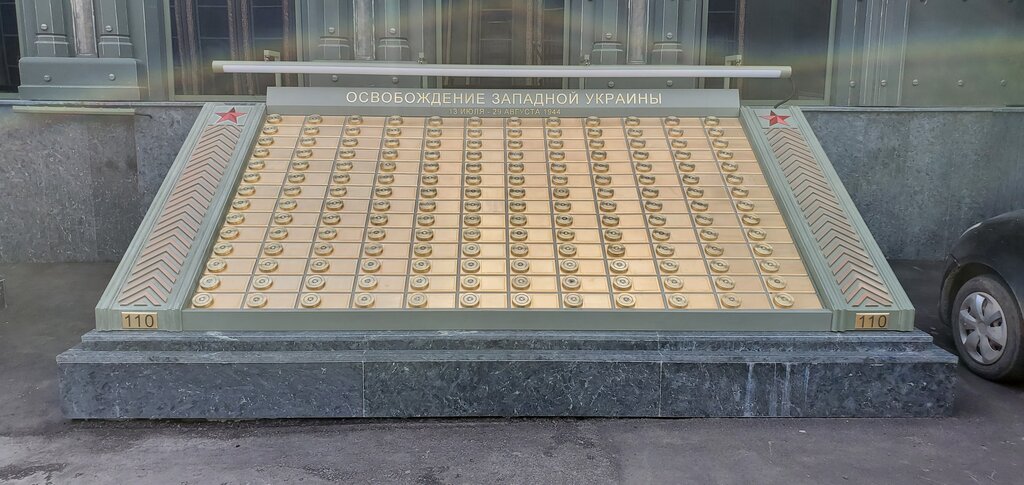 ОСВОБОЖДЕНИЕ ЗАПАДНОЙ УКРАИНЫ
13 ИЮЛЯ - 29 АВГУСТА 1944
110
110